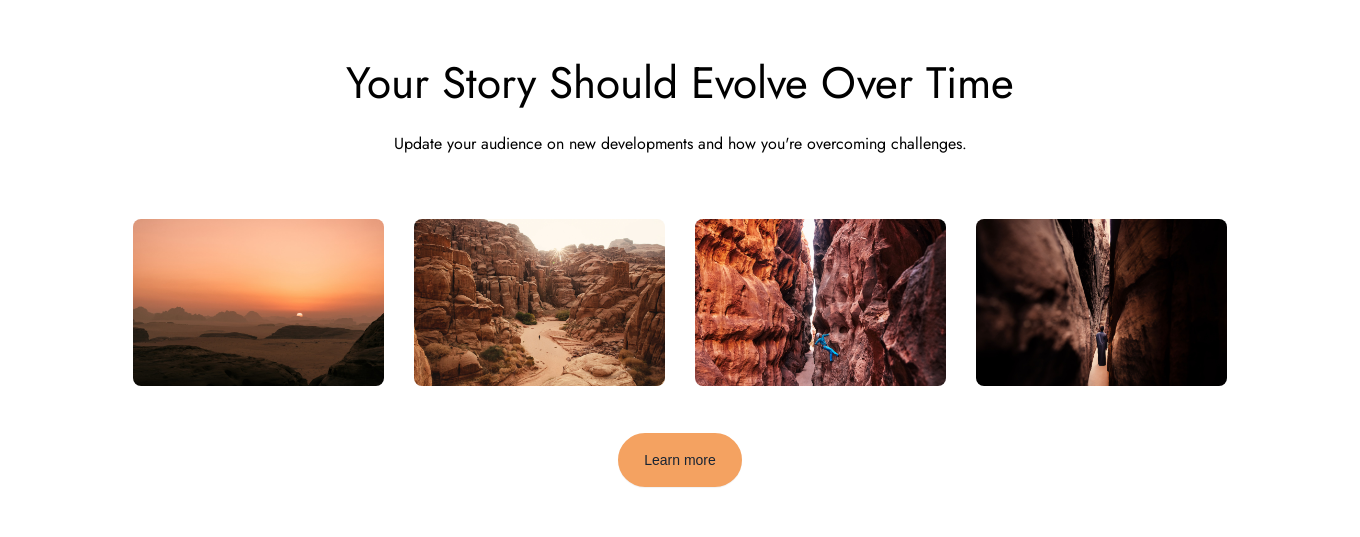 Your Story Should Evolve Over Time
Update your audience on new developments and how you're overcoming challenges.
Learn more